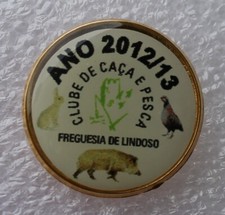 ANO 2012/13
CLUBE DE CAÇA E PESCA
FREGUESIA DE LINDOSO